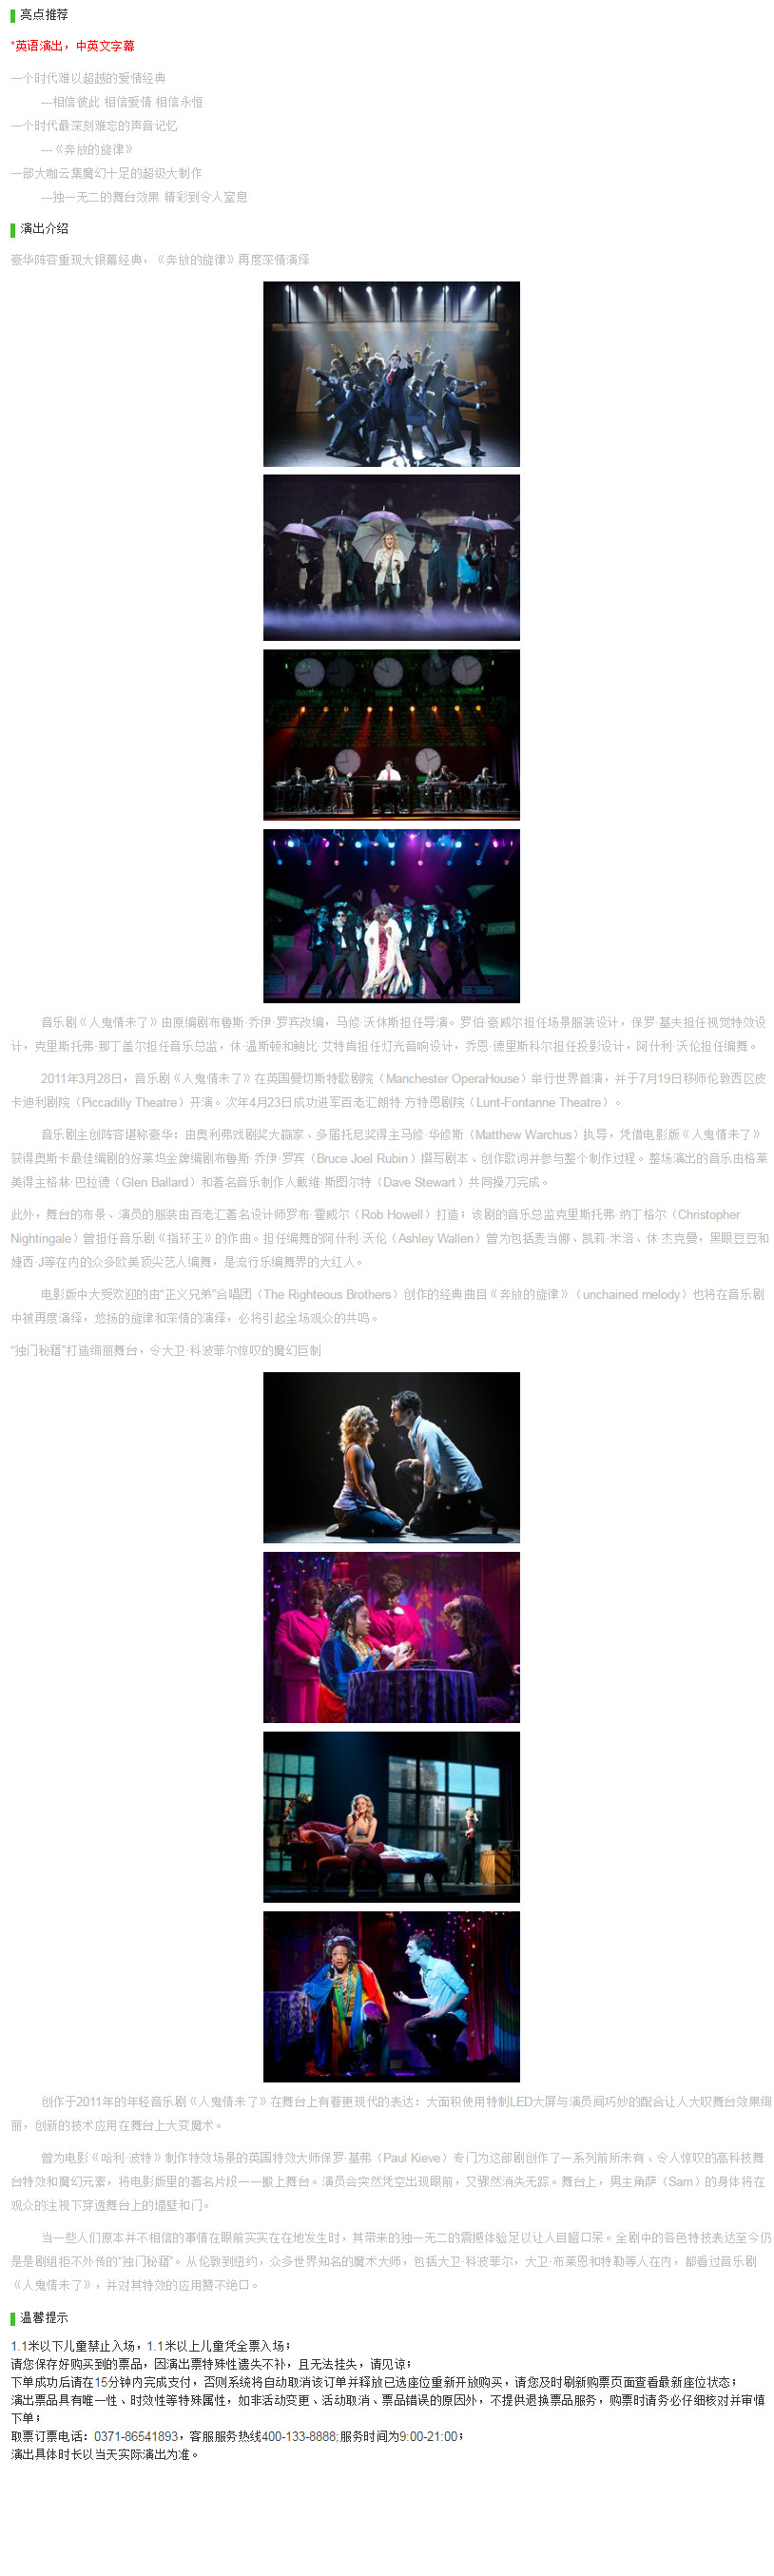 亮点推荐
*英语演出，中英文字幕
一个时代难以超越的爱情经典
—相信彼此 相信爱情 相信永恒
一个时代最深刻难忘的声音记忆
—《奔放的旋律》
一部大咖云集魔幻十足的超级大制作
—独一无二的舞台效果 精彩到令人窒息
演出介绍
豪华阵容重现大银幕经典，《奔放的旋律》再度深情演绎
音乐剧《人鬼情未了》由原编剧布鲁斯·乔伊·罗宾改编，马修·沃休斯担任导演。罗伯·豪威尔担任场景服装设计，保罗·基夫担任视觉特效设
计，克里斯托弗·那丁盖尔担任音乐总监，休·温斯顿和鲍比·艾特肯担任灯光音响设计，乔恩·德里斯科尔担任投影设计，阿什利·沃伦担任编舞。
2011年3月28日，音乐剧《人鬼情未了》在英国曼切斯特歌剧院（Manchester OperaHouse）举行世界首演，并于7月19日移师伦敦西区皮
卡迪利剧院（Piccadilly Theatre）开演。次年4月23日成功进军百老汇朗特·方特恩剧院（Lunt-Fontanne Theatre）。
音乐剧主创阵容堪称豪华：由奥利弗戏剧奖大赢家、多届托尼奖得主马修·华修斯（Matthew Warchus）执导，凭借电影版《人鬼情未了》
获得奥斯卡最佳编剧的好莱坞金牌编剧布鲁斯·乔伊·罗宾（Bruce Joel Rubin）撰写剧本、创作歌词并参与整个制作过程。整场演出的音乐由格莱
美得主格林·巴拉德（Glen Ballard）和著名音乐制作人戴维·斯图尔特（Dave Stewart）共同操刀完成。
此外，舞台的布景、演员的服装由百老汇著名设计师罗布·霍威尔（Rob Howell）打造；该剧的音乐总监克里斯托弗·纳丁格尔（Christopher
Nightingale）曾担任音乐剧《指环王》的作曲。担任编舞的阿什利·沃伦（Ashley Wallen）曾为包括麦当娜、凯莉·米洛、休·杰克曼，黑眼豆豆和
婕西·J等在内的众多欧美顶尖艺人编舞，是流行乐编舞界的大红人。
电影版中大受欢迎的由“正义兄弟”合唱团（The Righteous Brothers）创作的经典曲目《奔放的旋律》（unchained melody）也将在音乐剧
中被再度演绎，悠扬的旋律和深情的演绎，必将引起全场观众的共鸣。
“独门秘籍”打造绚丽舞台，令大卫·科波菲尔惊叹的魔幻巨制
创作于2011年的年轻音乐剧《人鬼情未了》在舞台上有着更现代的表达：大面积使用特制LED大屏与演员间巧妙的配合让人大叹舞台效果绚
丽，创新的技术应用在舞台上大变魔术。
曾为电影《哈利·波特》制作特效场景的英国特效大师保罗·基弗（Paul Kieve）专门为这部剧创作了一系列前所未有、令人惊叹的高科技舞
台特效和魔幻元素，将电影版里的著名片段一一搬上舞台。演员会突然凭空出现眼前，又骤然消失无踪。舞台上，男主角萨（Sam）的身体将在
观众的注视下穿透舞台上的墙壁和门。
当一些人们原本并不相信的事情在眼前实实在在地发生时，其带来的独一无二的震撼体验足以让人目瞪口呆。全剧中的各色特技表达至今仍
是是剧组拒不外传的“独门秘籍”。从伦敦到纽约，众多世界知名的魔术大师，包括大卫·科波菲尔，大卫·布莱恩和特勒等人在内，都看过音乐剧
《人鬼情未了》，并对其特效的应用赞不绝口。
温馨提示
1.1米以下儿童禁止入场，1.1米以上儿童凭全票入场；
请您保存好购买到的票品，因演出票特殊性遗失不补，且无法挂失，请见谅；
下单成功后请在15分钟内完成支付，否则系统将自动取消该订单并释放已选座位重新开放购买，请您及时刷新购票页面查看最新座位状态；
演出票品具有唯一性、时效性等特殊属性，如非活动变更、活动取消、票品错误的原因外，不提供退换票品服务，购票时请务必仔细核对并审慎
下单；
取票订票电话：0371-86541893，客服服务热线400-133-8888;服务时间为9:00-21:00；
演出具体时长以当天实际演出为准。